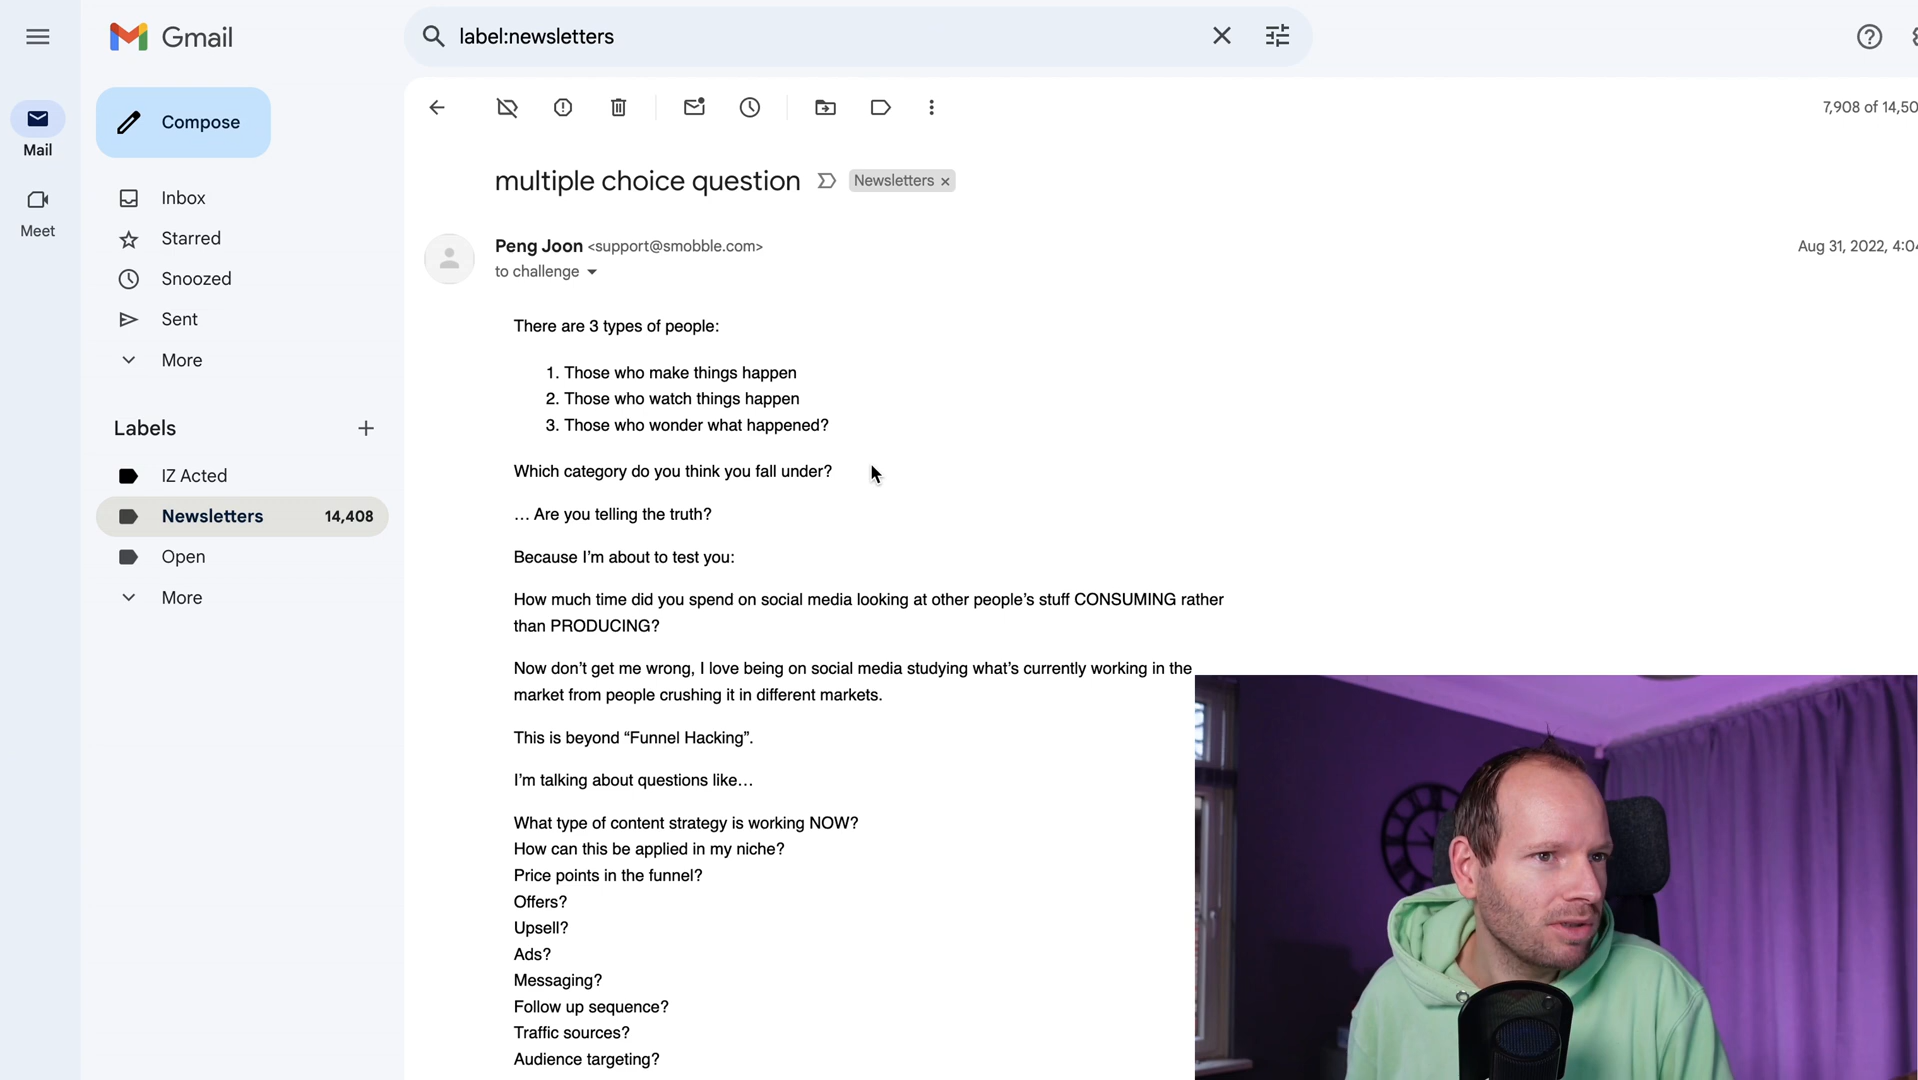 Gmail
label:newsletters
Compose
Mail
Meet
Inbox
Starred
Snoozed
Sent
More
Labels
IZ Acted
Newsletters 14,408
Open
More
7,908 of 14,50
multiple choice question Newsletters
Peng Joon <support@smobble.com>
Aug 31, 2022, 4:04
to challenge
There are 3 types of people:
1. Those who make things happen
2. Those who watch things happen
3. Those who wonder what happened?
Which category do you think you fall under?
… Are you telling the truth?
Because I’m about to test you:
How much time did you spend on social media looking at other people’s stuff CONSUMING rather
than PRODUCING?
Now don’t get me wrong, I love being on social media studying what’s currently working in the
market from people crushing it in different markets.
This is beyond “Funnel Hacking”.
I’m talking about questions like…
What type of content strategy is working NOW?
How can this be applied in my niche?
Price points in the funnel?
Offers?
Upsell?
Ads?
Messaging?
Follow up sequence?
Traffic sources?
Audience targeting?